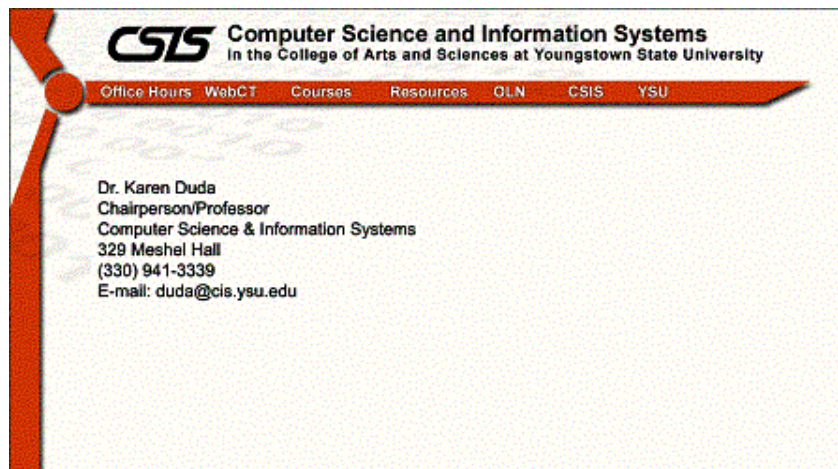 CSIS Computer Science and Information Systems
in the College of Arts and Sciences at Youngstown State University
Office Hours WebCT Courses Resources OLN CSIS YSU
Dr. Karen Duda
Chairperson/Professor
Computer Science & Information Systems
329 Meshel Hall
(330) 941-3339
E-mail: duda@cis.ysu.edu